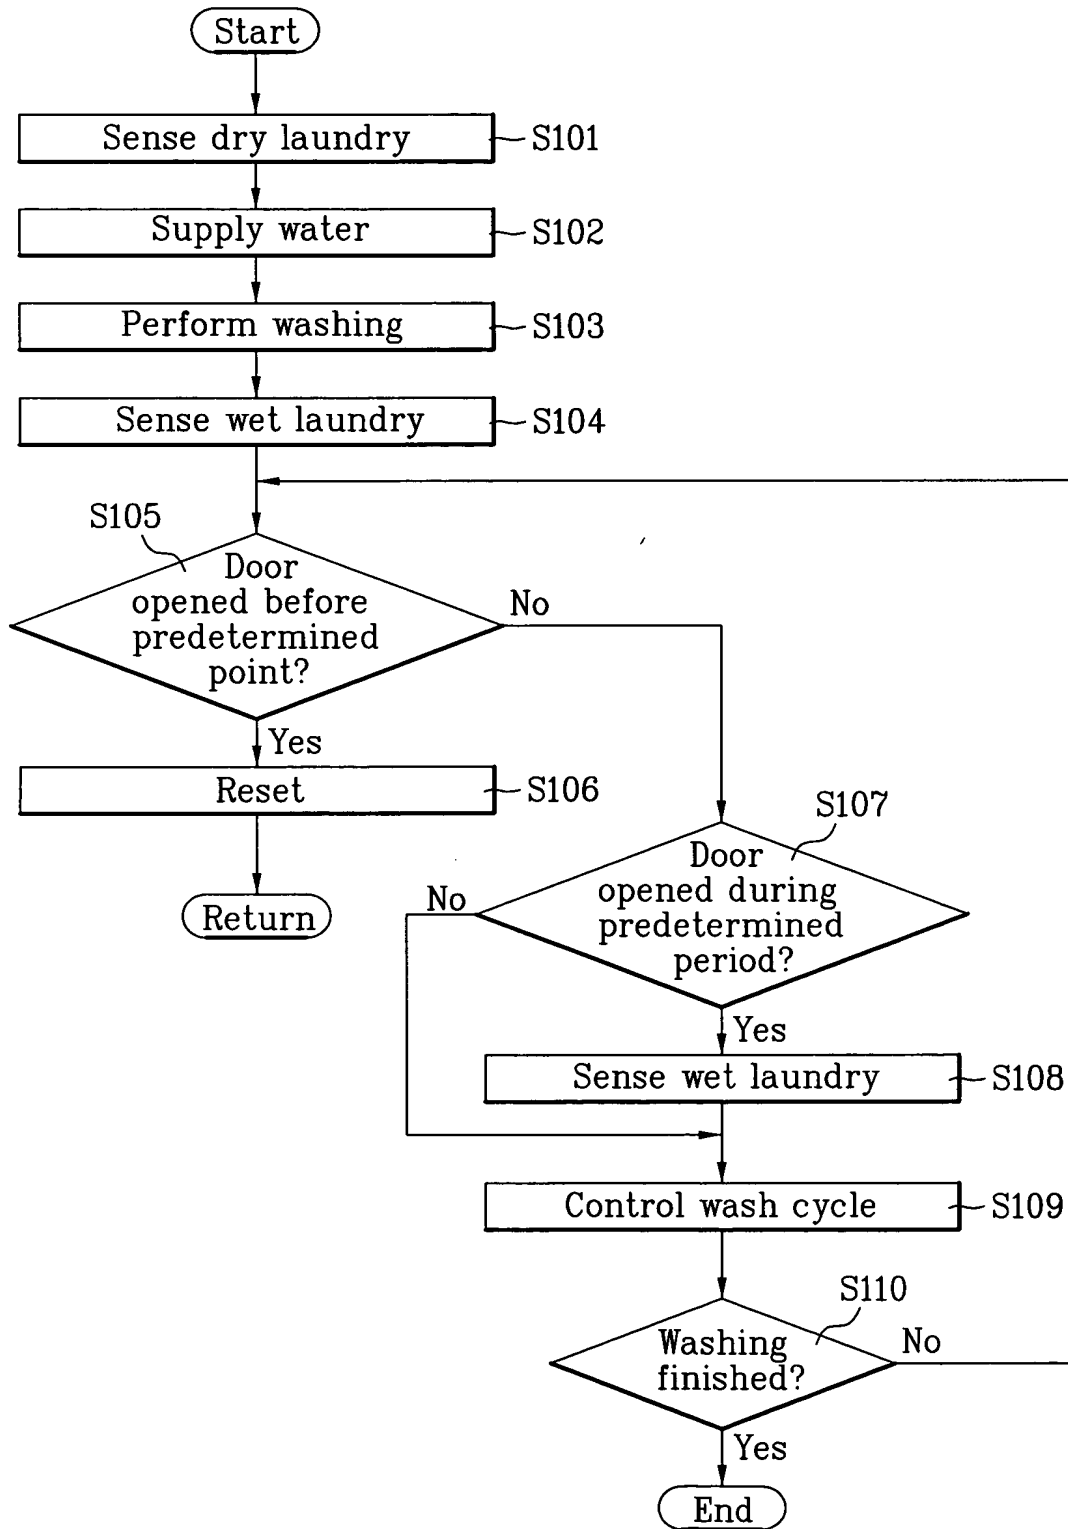 Start
Sense dry laundry
S101
Supply water
S102
Perform washing
S103
Sense wet laundry
S104
S105
Door
opened before
predetermined
point?
No
Yes
Reset
S106
Return
S107
Door
opened during
predetermined
period?
No
Yes
Sense wet laundry
S108
Control wash cycle
S109
S110
Washing
finished?
No
Yes
End